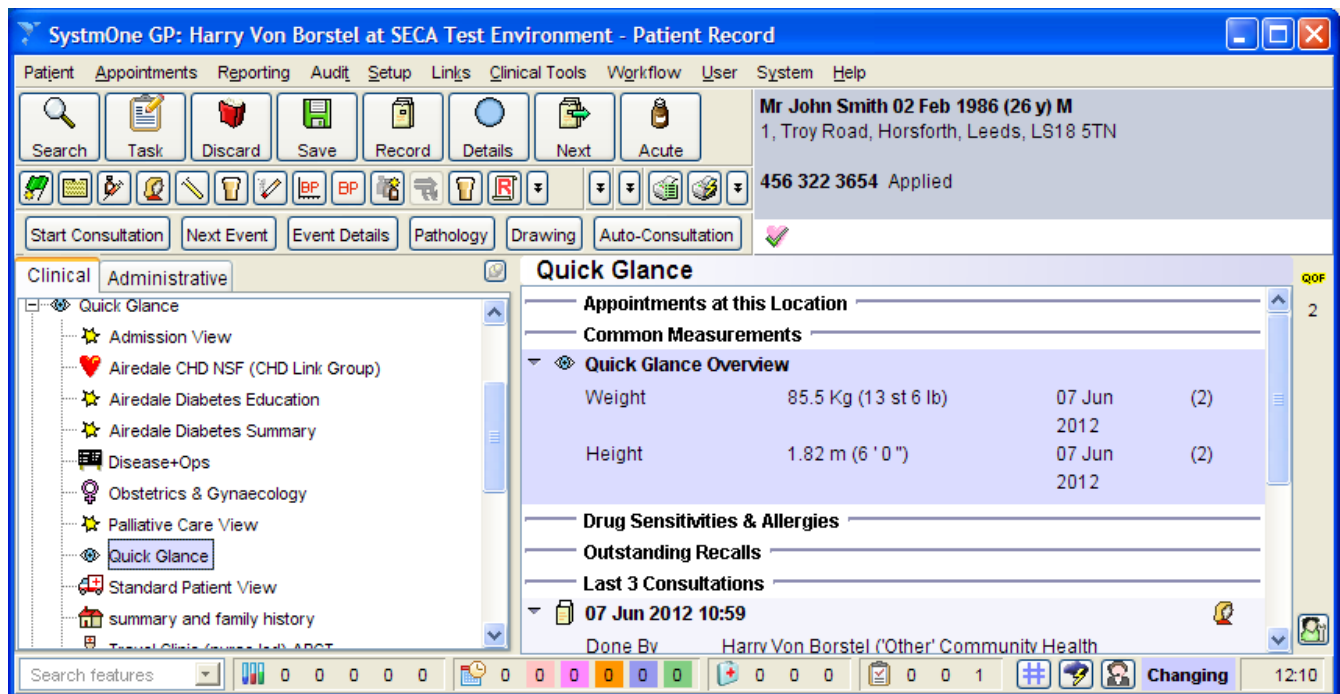 SystmOne GP: Harry Von Borstel at SECA Test Environment - Patient Record
Patient Appointments Reporting Audit Setup Links Clinical Tools Workflow User System Help
Search Task Discard Save Record Details Next Acute
Mr John Smith 02 Feb 1986 (26 y) M
1, Troy Road, Horsforth, Leeds, LS18 5TN
456 322 3654 Applied
BP BP R
Start Consultation Next Event Event Details Pathology Drawing Auto-Consultation
Clinical Administrative
Quick Glance
Admission View
Airedale CHD NSF (CHD Link Group)
Airedale Diabetes Education
Airedale Diabetes Summary
Disease+Ops
Obstetrics & Gynaecology
Palliative Care View
Quick Glance
Standard Patient View
summary and family history
Quick Glance
QOF
2
Appointments at this Location
Common Measurements
Quick Glance Overview
Weight 85.5 Kg (13 st 6 lb) 07 Jun 2012 (2)
Height 1.82 m (6 ' 0 ") 07 Jun 2012 (2)
Drug Sensitivities & Allergies
Outstanding Recalls
Last 3 Consultations
07 Jun 2012 10:59
Done By Harry Von Borstel ('Other' Community Health
Search features 0 0 0 0 0 0 0 0 0 0 0 0 0 0 0 0 1 Changing 12:10